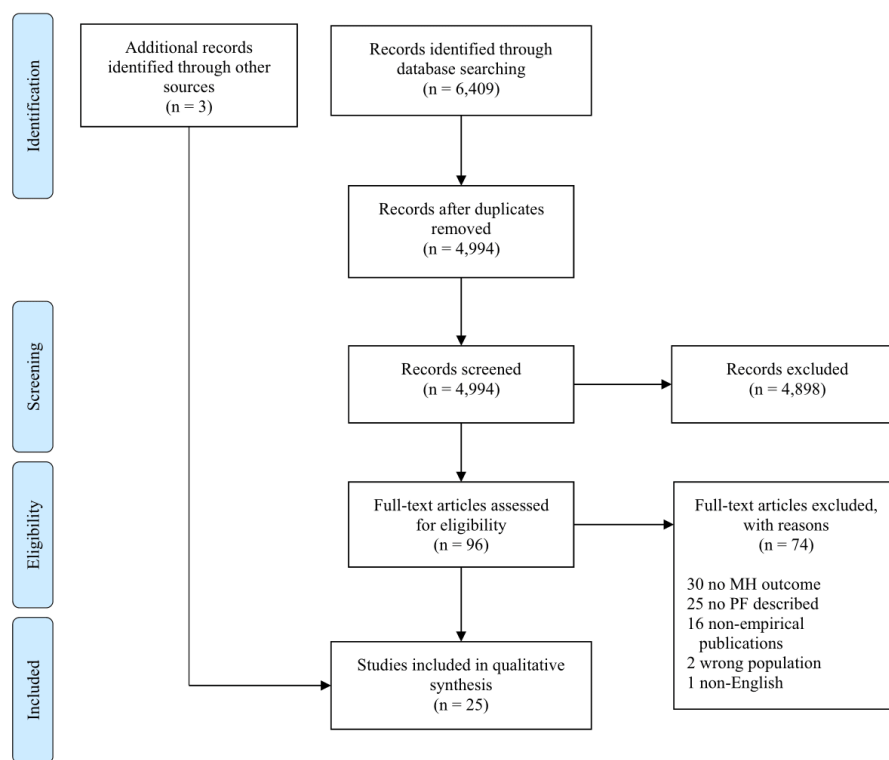 Identification
Additional records
identified through other
sources
(n = 3)
Records identified through
database searching
(n = 6,409)
Records after duplicates
removed
(n = 4,994)
Screening
Records screened
(n = 4,994)
Records excluded
(n = 4,898)
Eligibility
Full-text articles assessed
for eligibility
(n = 96)
Full-text articles excluded,
with reasons
(n = 74)
30 no MH outcome
25 no PF described
16 non-empirical
publications
2 wrong population
1 non-English
Included
Studies included in qualitative
synthesis
(n = 25)